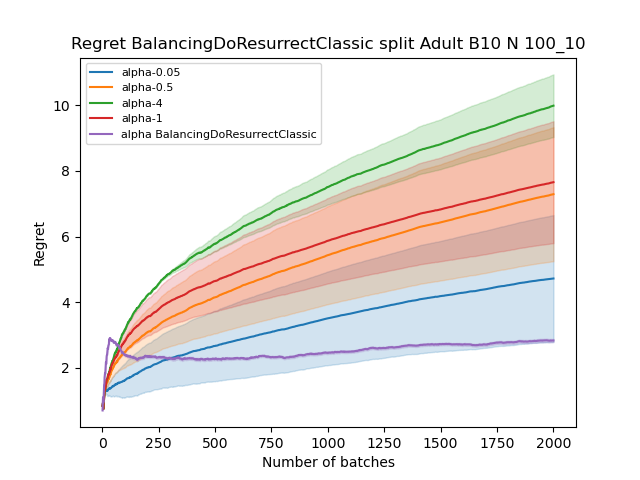 Regret BalancingDoResurrectClassic split Adult B10 N 100_10
alpha-0.05
alpha-0.5
alpha-4
alpha-1
alpha BalancingDoResurrectClassic
10
8
6
4
2
Regret
0
250
500
750
1000
1250
1500
1750
2000
Number of batches